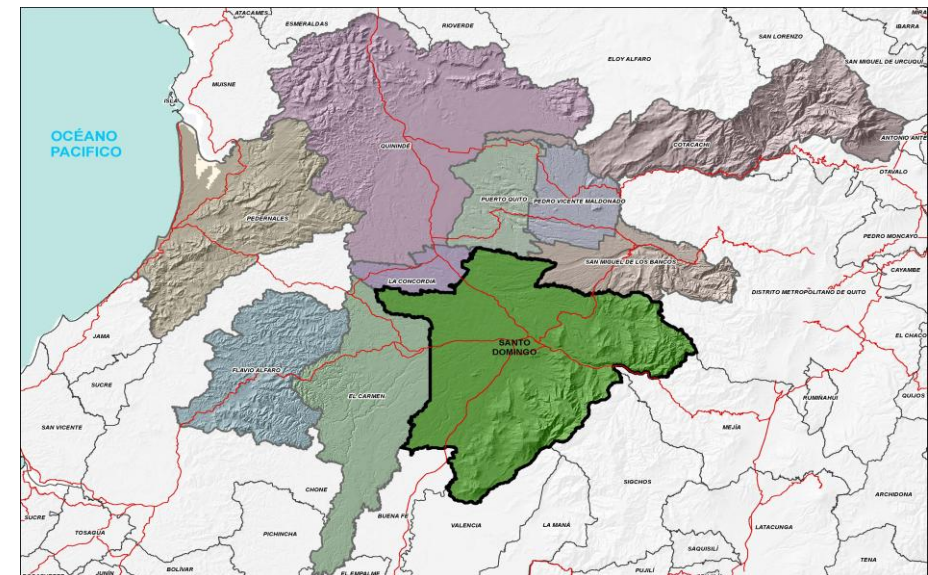 ATACAMES
ESMERALDAS
RIOVERDE
IBARRA
SAN LORENZO
ELOY ALFARO
SAN MIGUEL DE URCUQUI
MUISNE
ISLA
OCÉANO
PACIFICO
ANTONIO ANTE
QUININDÉ
COTACACHI
OTAVALO
PUERTO QUITO
PEDRO VICENTE MALDONADO
PEDERNALES
PEDRO MONCAYO
SAN MIGUEL DE LOS BANCOS
CAYAMBE
LA CONCORDIA
DISTRITO METROPOLITANO DE QUITO
JAMA
EL CHACO
SANTO
DOMINGO
FLAVIO ALFARO
SUCRE
EL CARMEN
RUMIÑAHUI
QUIJOS
SAN VICENTE
MEJÍA
SIGCHOS
CHONE
ARCHIDONA
SUCRE
BUENA FE
VALENCIA
LA MANÁ
LATACUNGA
TOSAGUA
PICHINCHA
SAQUISILÍ
TENA
BOLÍVAR
JUNÍN
EL EMPALME
PUJILÍ